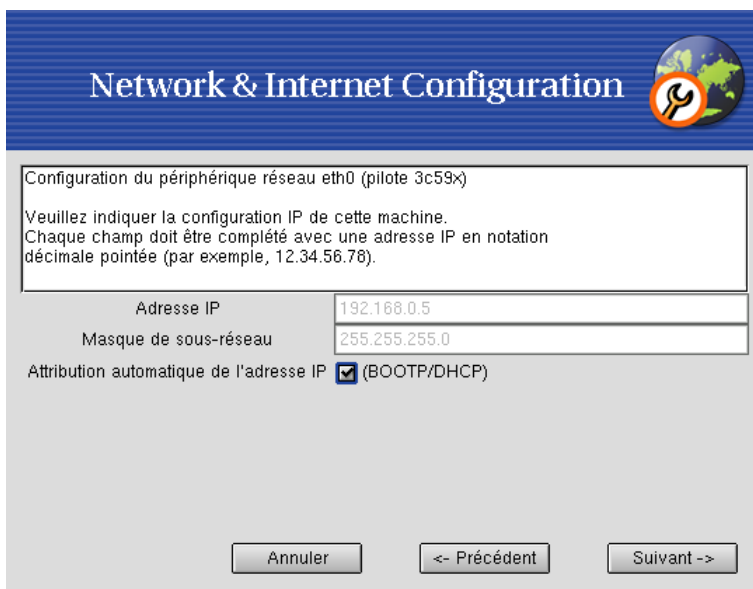 Network & Internet Configuration
Configuration du périphérique réseau eth0 (pilote 3c59x)
Veuillez indiquer la configuration IP de cette machine.
Chaque champ doit être complété avec une adresse IP en notation
décimale pointée (par exemple, 12.34.56.78).
Adresse IP 192.168.0.5
Masque de sous-réseau 255.255.255.0
Attribution automatique de l'adresse IP (BOOTP/DHCP)
Annuler <- Précédent Suivant ->